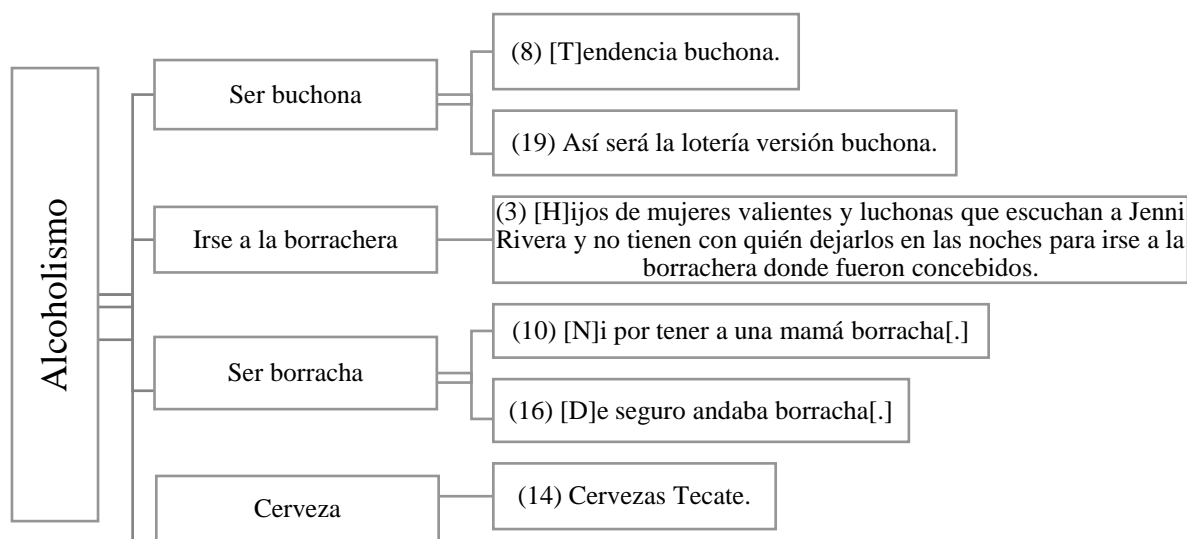 Alcoholismo
Ser buchona
(8) [T]endencia buchona.
(19) Así será la lotería versión buchona.
Irse a la borrachera
(3) [H]ijos de mujeres valientes y luchonas que escuchan a Jenni
Rivera y no tienen con quién dejarlos en las noches para irse a la
borrachera donde fueron concebidos.
Ser borracha
(10) [N]i por tener a una mamá borracha[.]
(16) [D]e seguro andaba borracha[.]
Cerveza
(14) Cervezas Tecate.